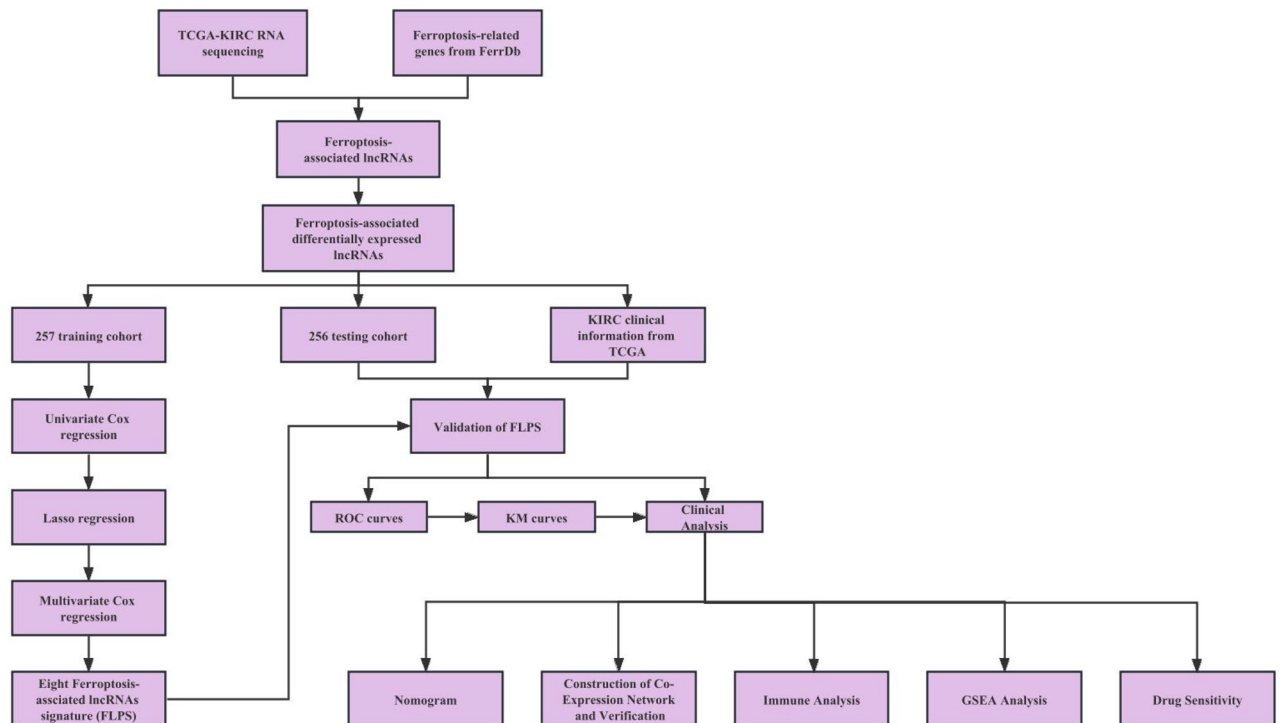 TCGA-KIRC RNA
sequencing
Ferroptosis-related
genes from FerrDb
Ferroptosis-
associated lncRNAs
Ferroptosis-associated
differentially expressed
lncRNAs
257 training cohort
256 testing cohort
KIRC clinical
information from
TCGA
Univariate Cox
regression
Validation of FLPS
Lasso regression
ROC curves
KM curves
Clinical
Analysis
Multivariate Cox
regression
Eight Ferroptosis-
assciated lncRNAs
signature (FLPS)
Nomogram
Construction of Co-
Expression Network
and Verification
Immune Analysis
GSEA Analysis
Drug Sensitivity